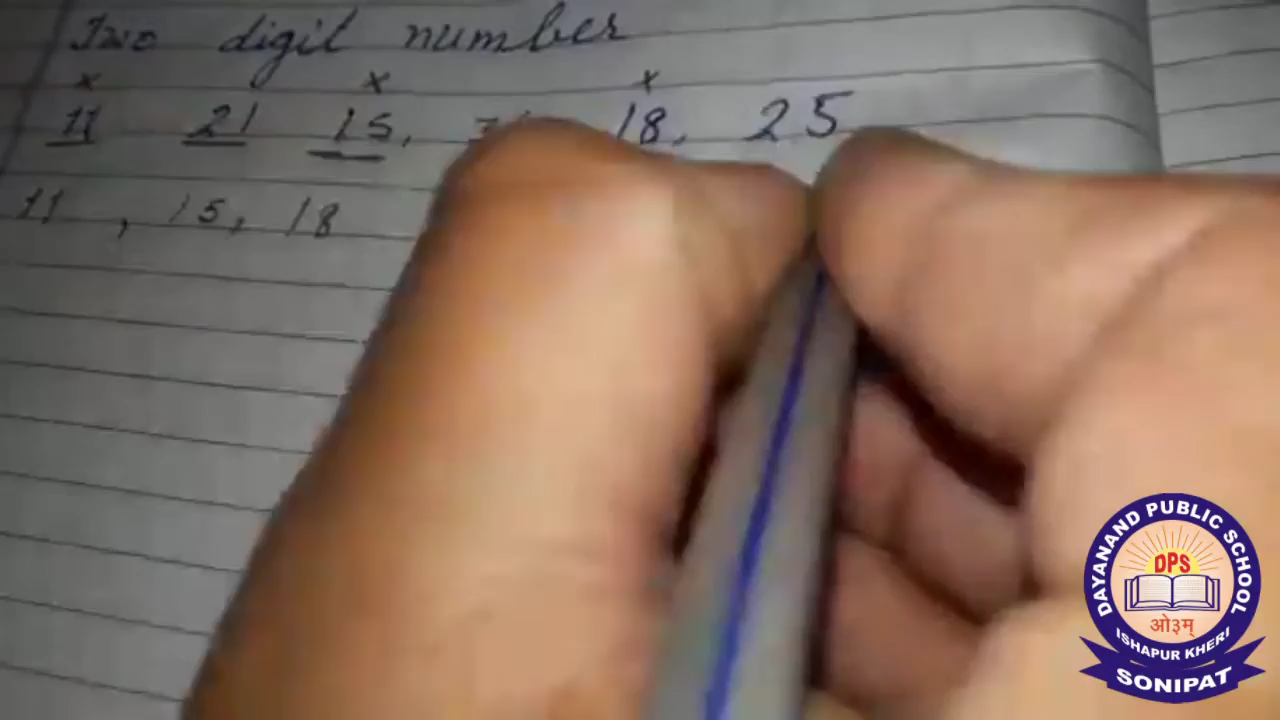 Two digit number
x x x
11 21 15, 18, 25
11 , 15, 18
DAYANAND PUBLIC SCHOOL
DPS
ओ३म्
ISHAPUR KHERI
SONIPAT